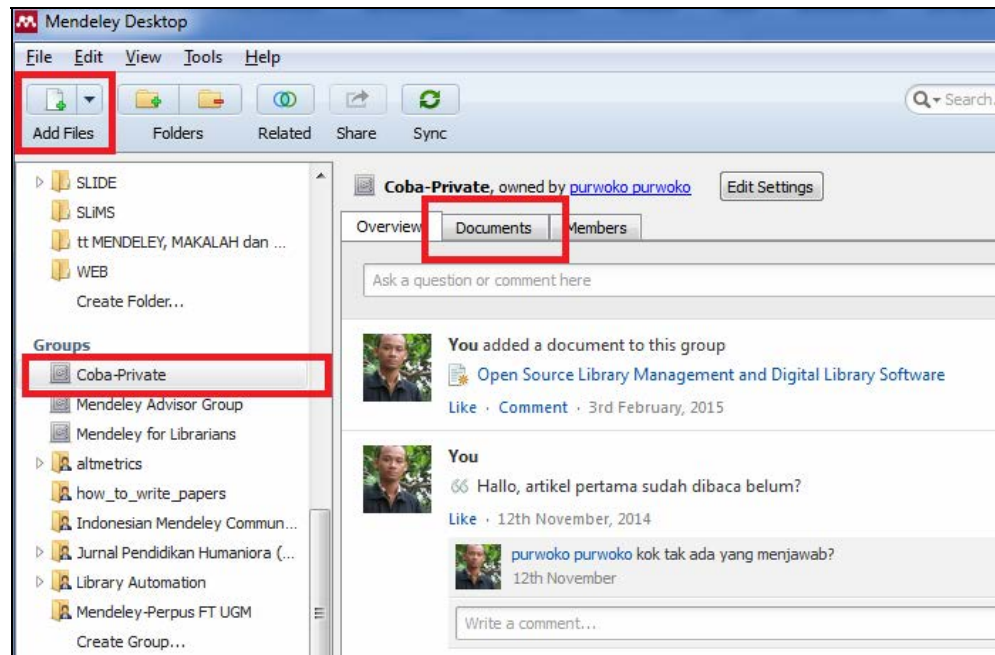 Mendeley Desktop
File Edit View Tools Help
Add Files Folders Related Share Sync
Search.
SLIDE
SLiMS
tt MENDELEY, MAKALAH dan ...
WEB
Create Folder...
Groups
Coba-Private
Mendeley Advisor Group
Mendeley for Librarians
altmetrics
how_to_write_papers
Indonesian Mendeley Commun...
Jurnal Pendidikan Humaniora (...
Library Automation
Mendeley-Perpus FT UGM
Create Group...
Coba-Private, owned by purwoko purwoko Edit Settings
Overview Documents Members
Ask a question or comment here
You added a document to this group
Open Source Library Management and Digital Library Software
Like · Comment · 3rd February, 2015
You
Hallo, artikel pertama sudah dibaca belum?
Like · 12th November, 2014
purwoko purwoko kok tak ada yang menjawab?
12th November
Write a comment...